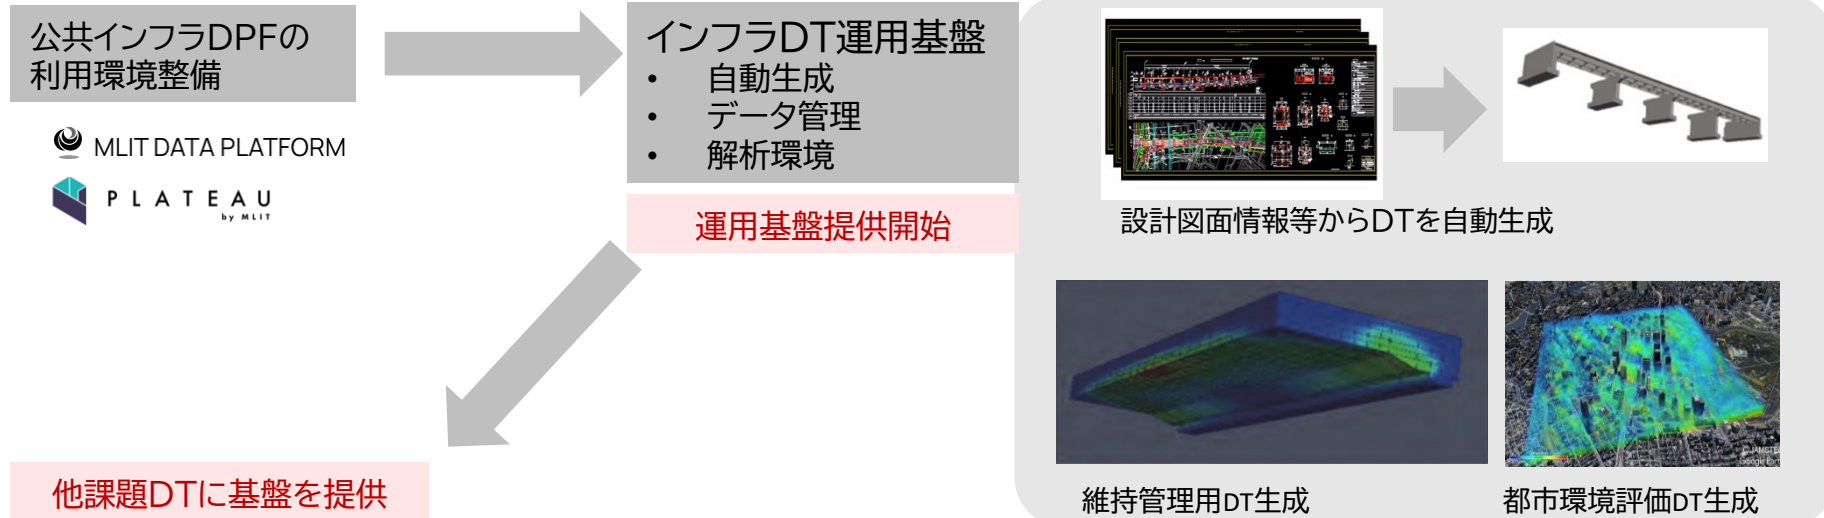 公共インフラDPFの
利用環境整備
MLIT DATA PLATFORM
PLATEAU
by MLIT
インフラDT運用基盤
• 自動生成
• データ管理
• 解析環境
運用基盤提供開始
他課題DTに基盤を提供
設計図面情報等からDTを自動生成
維持管理用DT生成
都市環境評価DT生成
Google Earth